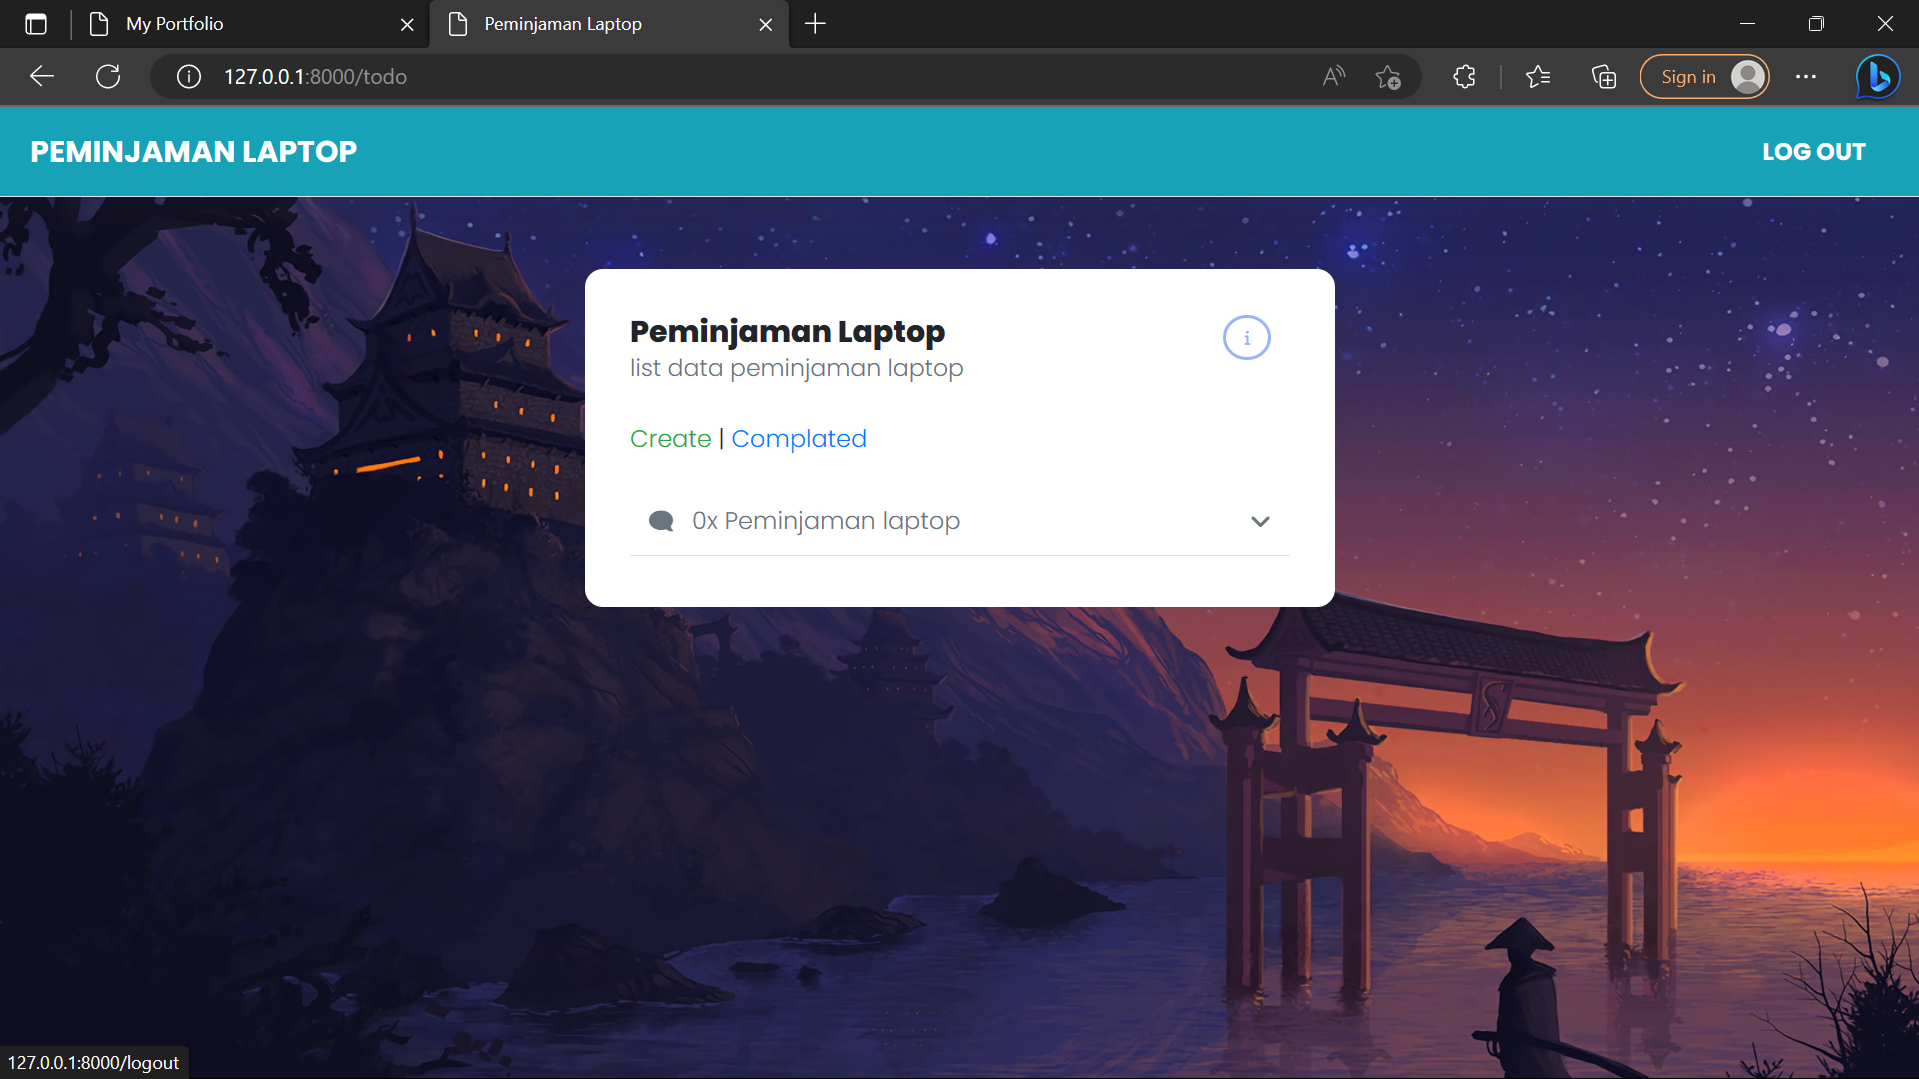 My Portfolio
Peminjaman Laptop
127.0.0.1:8000/todo
Sign in
PEMINJAMAN LAPTOP
LOG OUT
Peminjaman Laptop
list data peminjaman laptop
Create | Complated
0x Peminjaman laptop
127.0.0.1:8000/logout